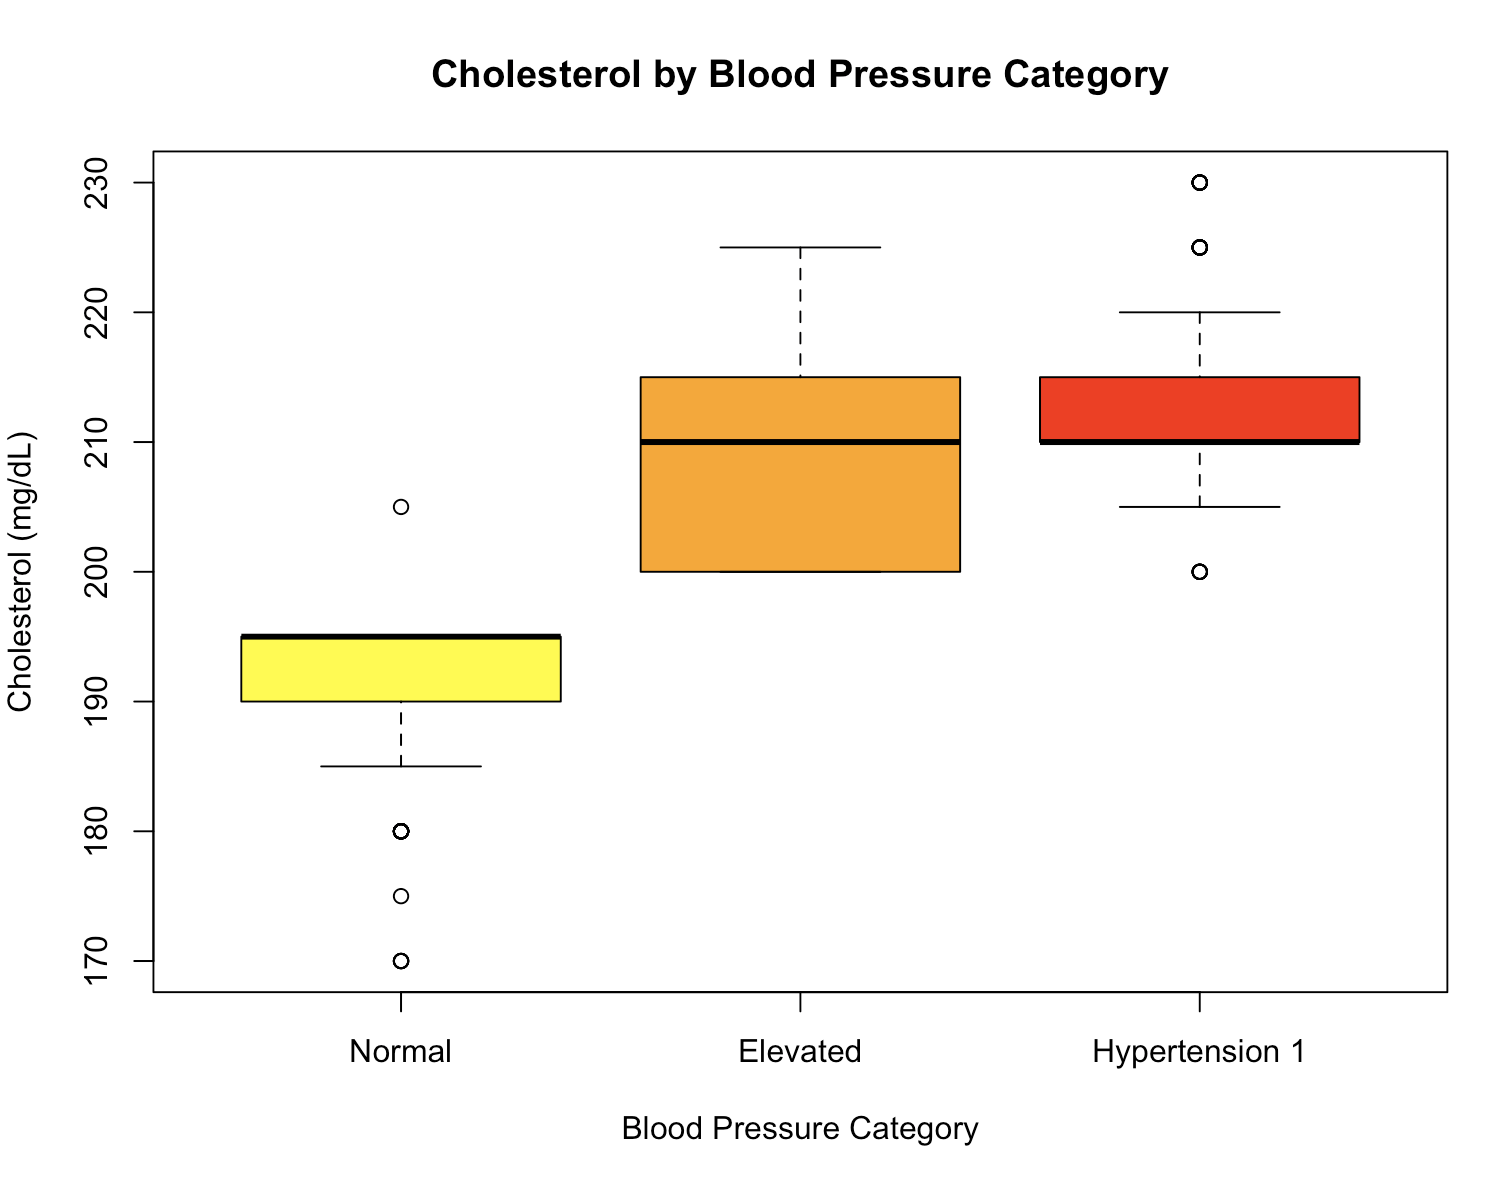 Cholesterol by Blood Pressure Category
Cholesterol (mg/dL)
230
220
210
200
190
180
170
Normal Elevated Hypertension 1
Blood Pressure Category